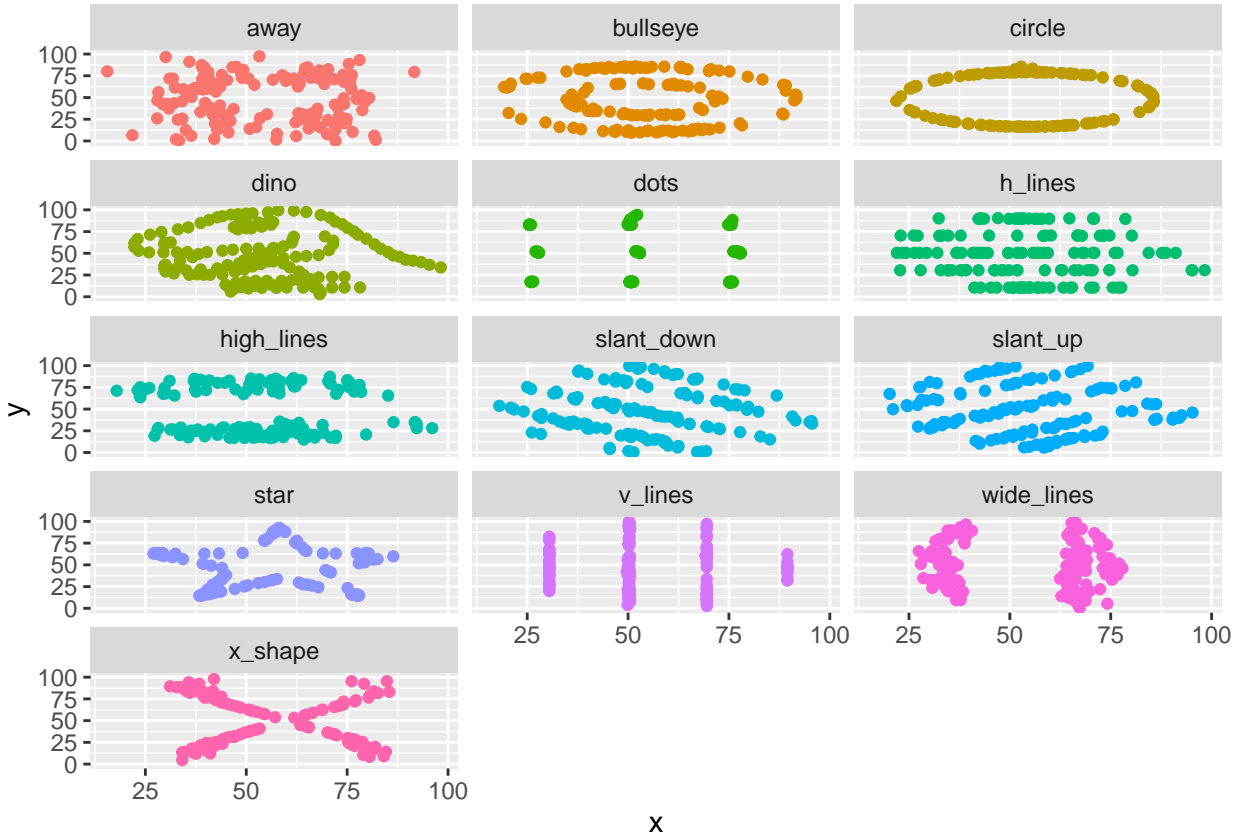 away bullseye circle
100
75
50
25
0
dino dots h_lines
100
75
50
25
0
high_lines slant_down slant_up
100
75
50
25
0
y
star v_lines wide_lines
100
75
50
25
0
25 50 75 100 25 50 75 100
x_shape
100
75
50
25
0
25 50 75 100
x